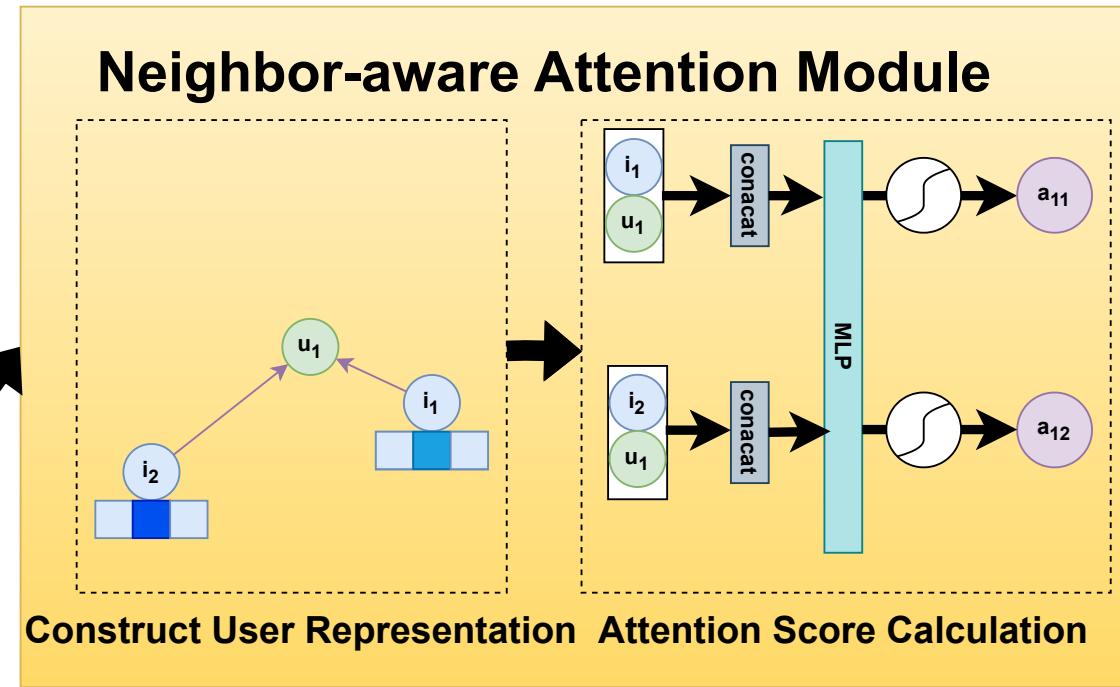 Neighbor-aware Attention Module
u1
i1
i2
i1
u1
conacat
a11
MLP
i2
u1
conacat
a12
Construct User Representation
Attention Score Calculation